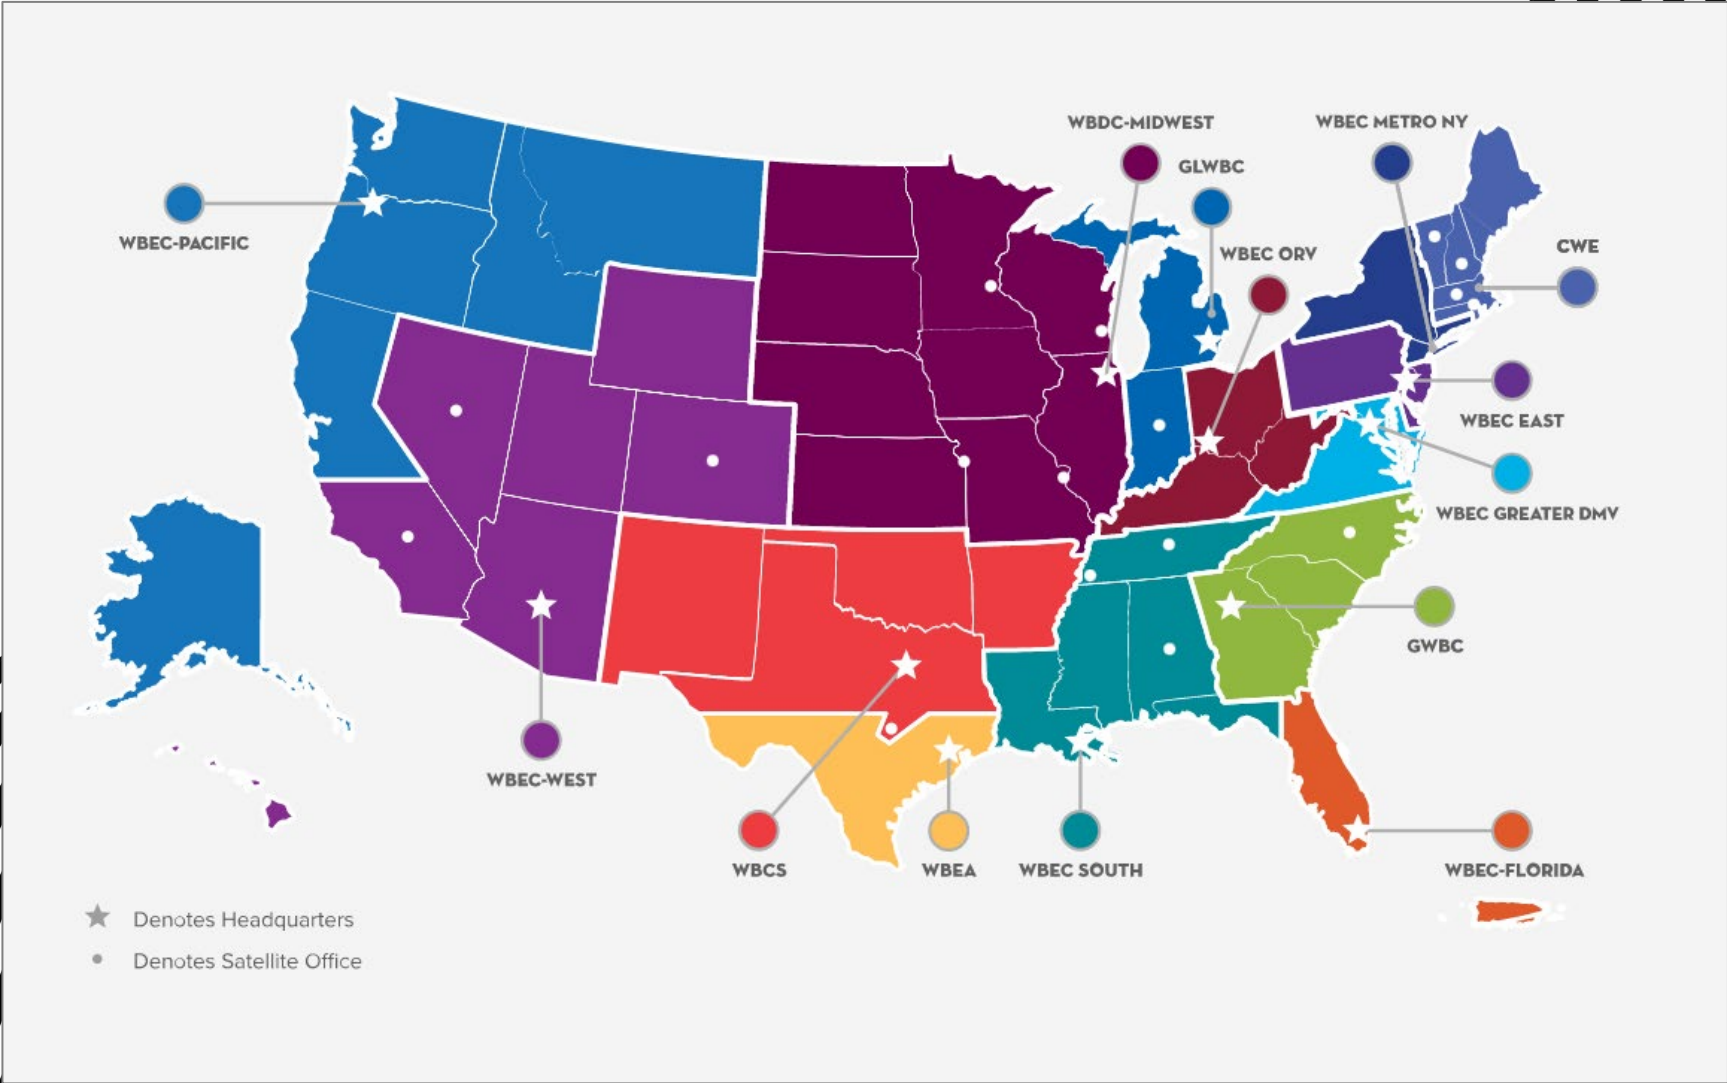 WBDC-MIDWEST
WBEC METRO NY
GLWBC
WBEC-PACIFIC
WBEC ORV
CWE
WBEC EAST
WBEC GREATER DMV
GWBC
WBEC-WEST
WBCS
WBEA
WBEC SOUTH
WBEC-FLORIDA
Denotes Headquarters
Denotes Satellite Office